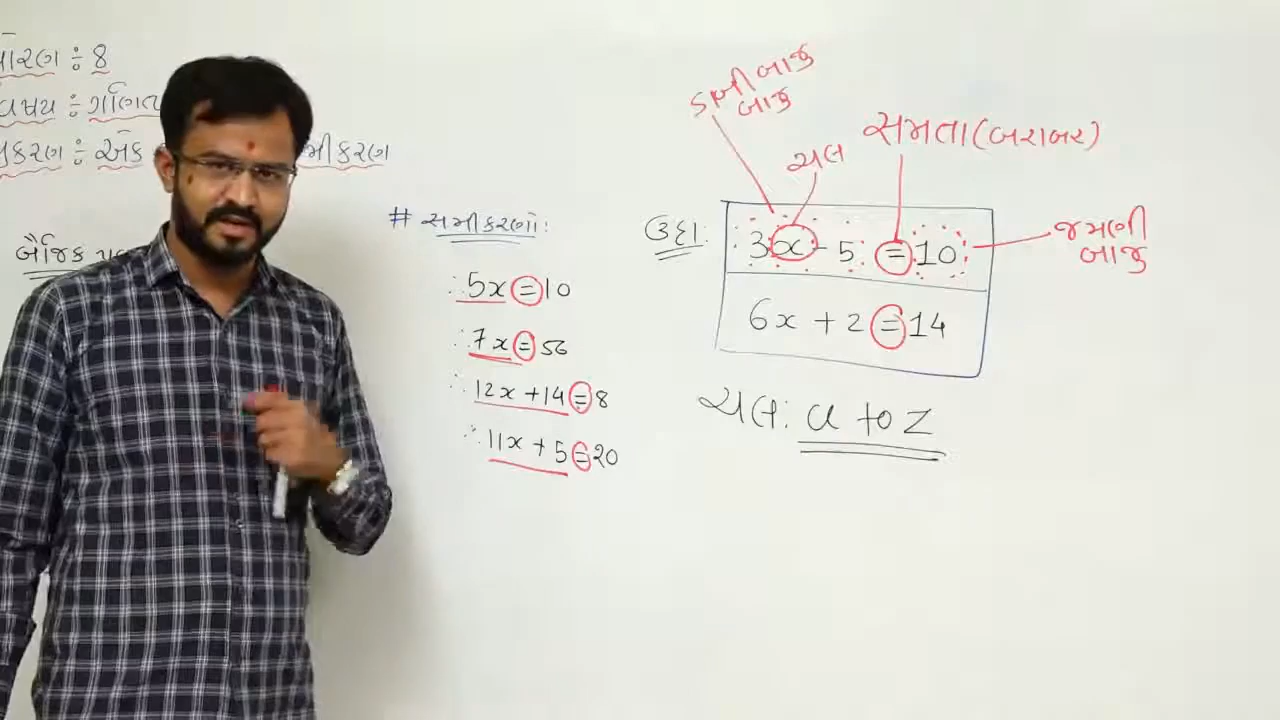 ધોરણ ÷ 8
વિષય ÷ ગણિત
પ્રકરણ ÷ એક મીકરણ
બૈજિક
# સમીકરણો:
∴ 5x = 10
∴ 7x = 56
∴ 12x + 14 = 8
∴ 11x + 5 = 20
ડાબી બાજુ
બાજુ
ચલ
સમતા (બરાબર)
ઉદા:
3x - 5 = 10
જમણી
બાજુ
6x + 2 = 14
ચલ: a to z